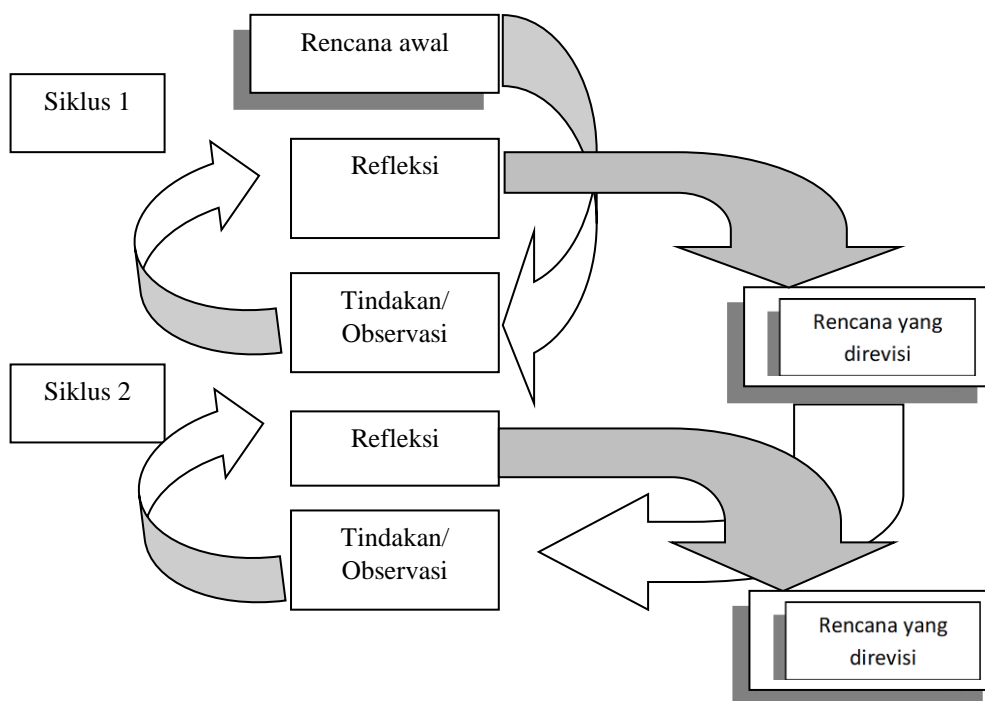 Rencana awal
Siklus 1
Refleksi
Tindakan/
Observasi
Rencana yang
direvisi
Siklus 2
Refleksi
Tindakan/
Observasi
Rencana yang
direvisi